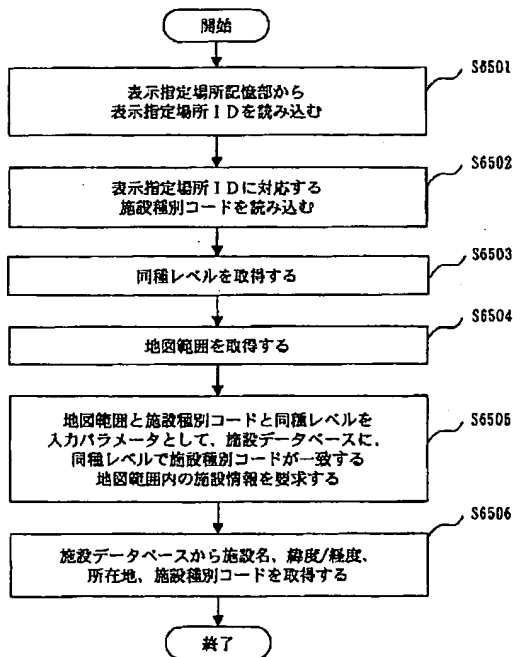 開始
S6501
表示指定場所記憶部から
表示指定場所IDを読み込む
S6502
表示指定場所IDに対応する
施設種別コードを読み込む
S6503
同種レベルを取得する
S6504
地図範囲を取得する
S6505
地図範囲と施設種別コードと同種レベルを
入力パラメータとして、施設データベースに、
同種レベルで施設種別コードが一致する
地図範囲内の施設情報を要求する
S6506
施設データベースから施設名、緯度/経度、
所在地、施設種別コードを取得する
終了